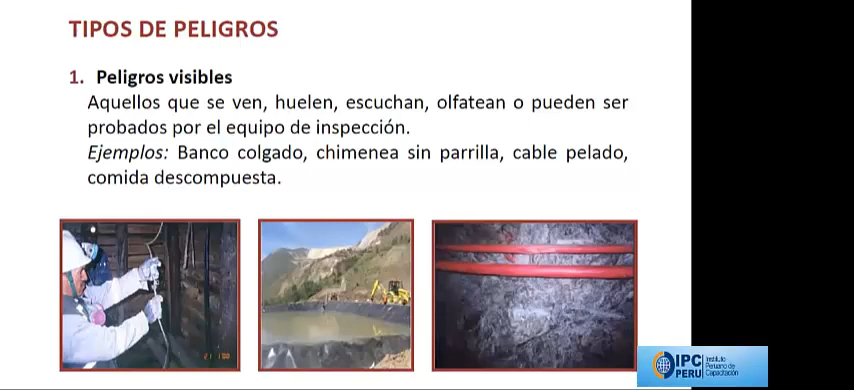 TIPOS DE PELIGROS
1. Peligros visibles
Aquellos que se ven, huelen, escuchan, olfatean o pueden ser
probados por el equipo de inspección.
Ejemplos: Banco colgado, chimenea sin parrilla, cable pelado,
comida descompuesta.
IPC
PERU
Instituto
Peruano de
Capacitación